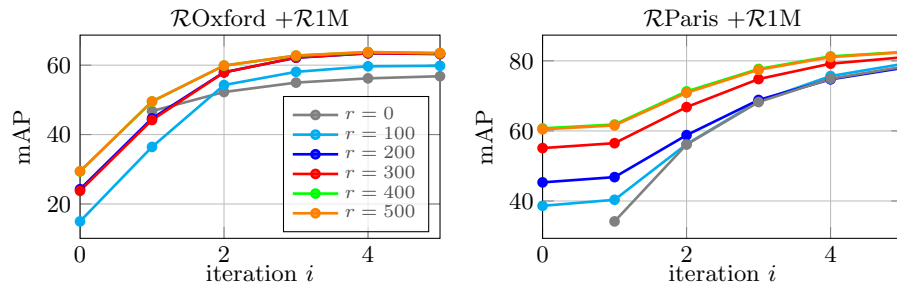 ROxford +R1M
mAP
60
40
20
0
2
4
iteration i
r = 0
r = 100
r = 200
r = 300
r = 400
r = 500
RParis +R1M
mAP
80
60
40
0
2
4
iteration i